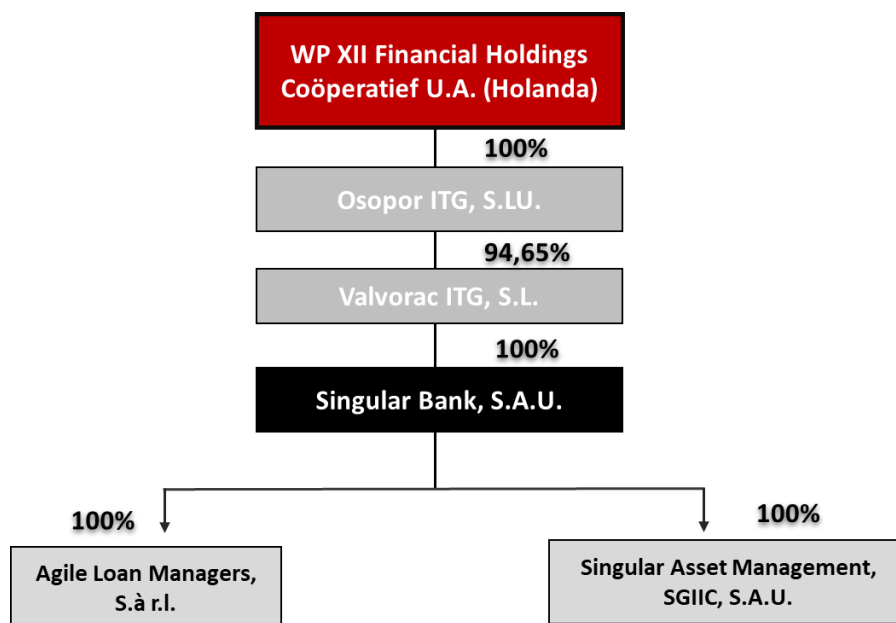 WP XII Financial Holdings
Coöperatief U.A. (Holanda)
100%
Osopor ITG, S.LU.
94,65%
Valvorac ITG, S.L.
100%
Singular Bank, S.A.U.
100%
100%
Agile Loan Managers,
S.à r.l.
Singular Asset Management,
SGIIC, S.A.U.